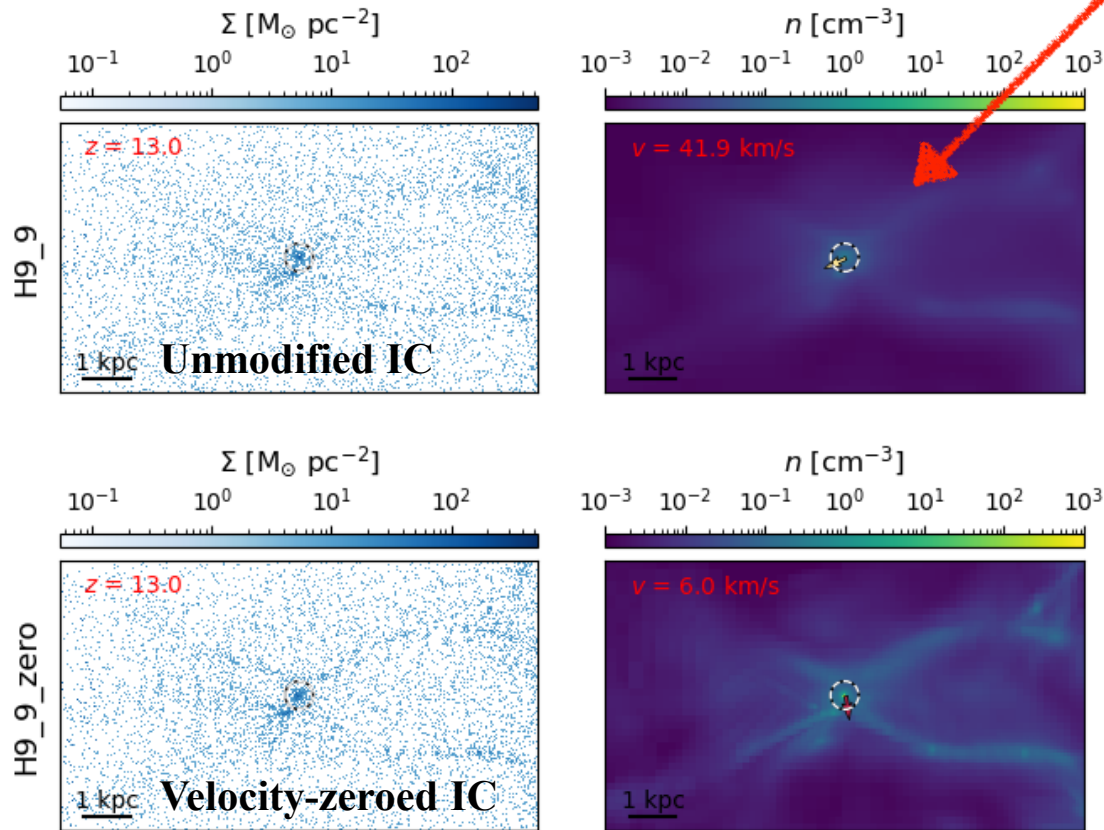 Σ [M⊙ pc⁻²]
n [cm⁻³]
10⁻¹ 10⁰ 10¹ 10²
10⁻³ 10⁻² 10⁻¹ 10⁰ 10¹ 10² 10³
H9_9
z = 13.0
v = 41.9 km/s
1 kpc
Unmodified IC
1 kpc
Σ [M⊙ pc⁻²]
n [cm⁻³]
10⁻¹ 10⁰ 10¹ 10²
10⁻³ 10⁻² 10⁻¹ 10⁰ 10¹ 10² 10³
H9_9_zero
z = 13.0
v = 6.0 km/s
1 kpc
Velocity-zeroed IC
1 kpc